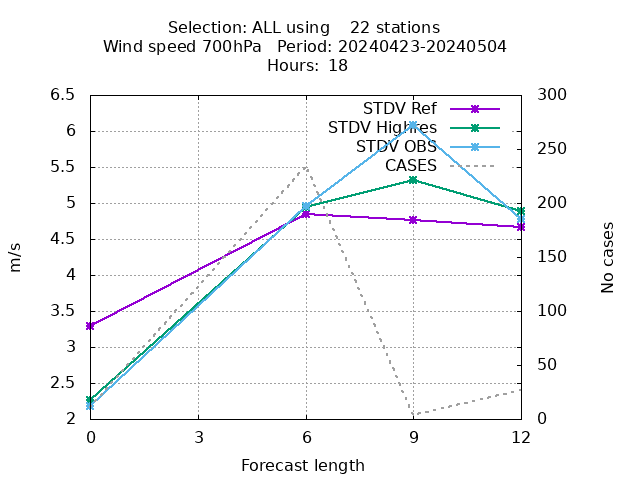 Selection: ALL using    22 stations
Wind speed 700hPa   Period: 20240423-20240504
Hours:  18
STDV Ref
STDV Highres
STDV OBS
CASES
6.5
6
5.5
5
4.5
4
3.5
3
2.5
2
300
250
200
150
100
50
0
m/s
No cases
0
3
6
9
12
Forecast length